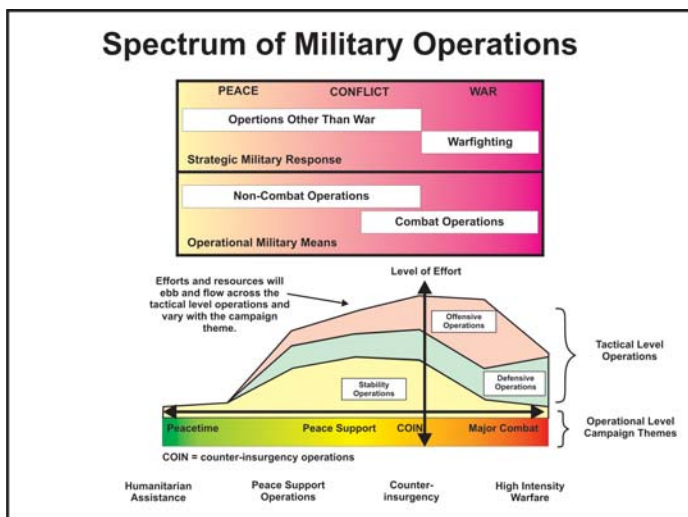 Spectrum of Military Operations
PEACE CONFLICT WAR
Opertions Other Than War
Warfighting
Strategic Military Response
Non-Combat Operations
Combat Operations
Operational Military Means
Level of Effort
Efforts and resources will
ebb and flow across the
tactical level operations and
vary with the campaign
theme.
Offensive
Operations
Tactical Level
Operations
Stability
Operations
Defensive
Operations
Peacetime Peace Support COIN Major Combat
Operational Level
Campaign Themes
COIN = counter-insurgency operations
Humanitarian
Assistance
Peace Support
Operations
Counter-
insurgency
High Intensity
Warfare